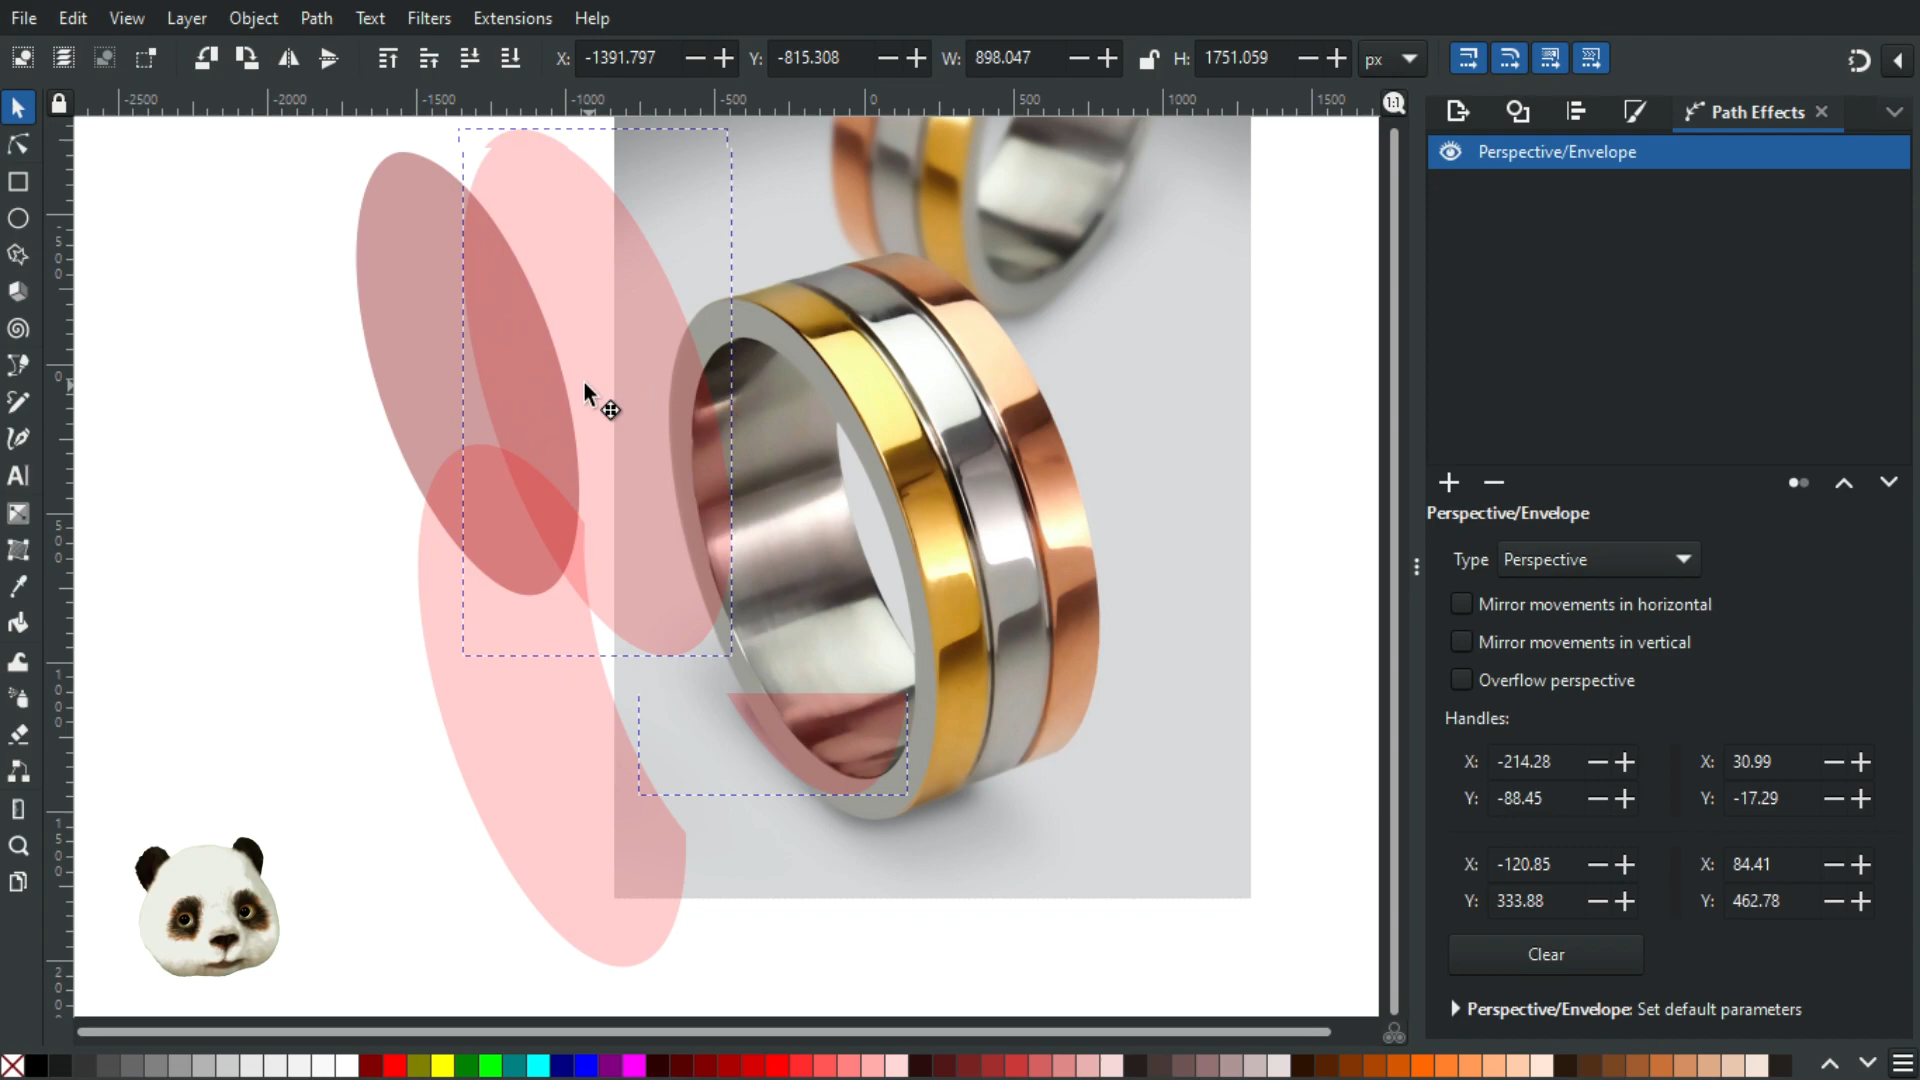 File Edit View Layer Object Path Text Filters Extensions Help
X: -1391.797 Y: -815.308 W: 898.047 H: 1751.059 px
-2500 -2000 -1500 -1000 -500 0 500 1000 1500
1:1
Path Effects
Perspective/Envelope
Perspective/Envelope
Type Perspective
Mirror movements in horizontal
Mirror movements in vertical
Overflow perspective
Handles:
X: -214.28 X: 30.99
Y: -88.45 Y: -17.29
X: -120.85 X: 84.41
Y: 333.88 Y: 462.78
Clear
Perspective/Envelope: Set default parameters